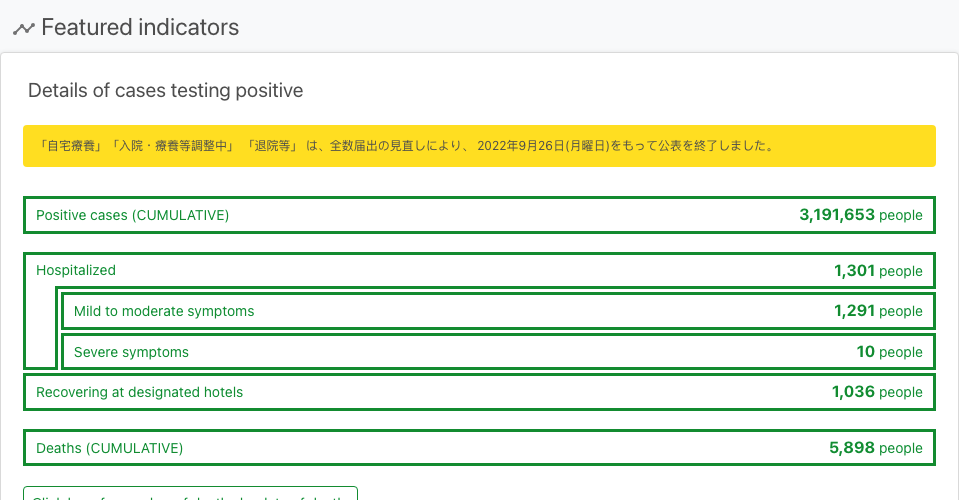 Featured indicators
Details of cases testing positive
「自宅療養」「入院・療養等調整中」 「退院等」 は、全数届出の見直しにより、 2022年9月26日(月曜日)をもって公表を終了しました。
Positive cases (CUMULATIVE) 3,191,653 people
Hospitalized 1,301 people
Mild to moderate symptoms 1,291 people
Severe symptoms 10 people
Recovering at designated hotels 1,036 people
Deaths (CUMULATIVE) 5,898 people